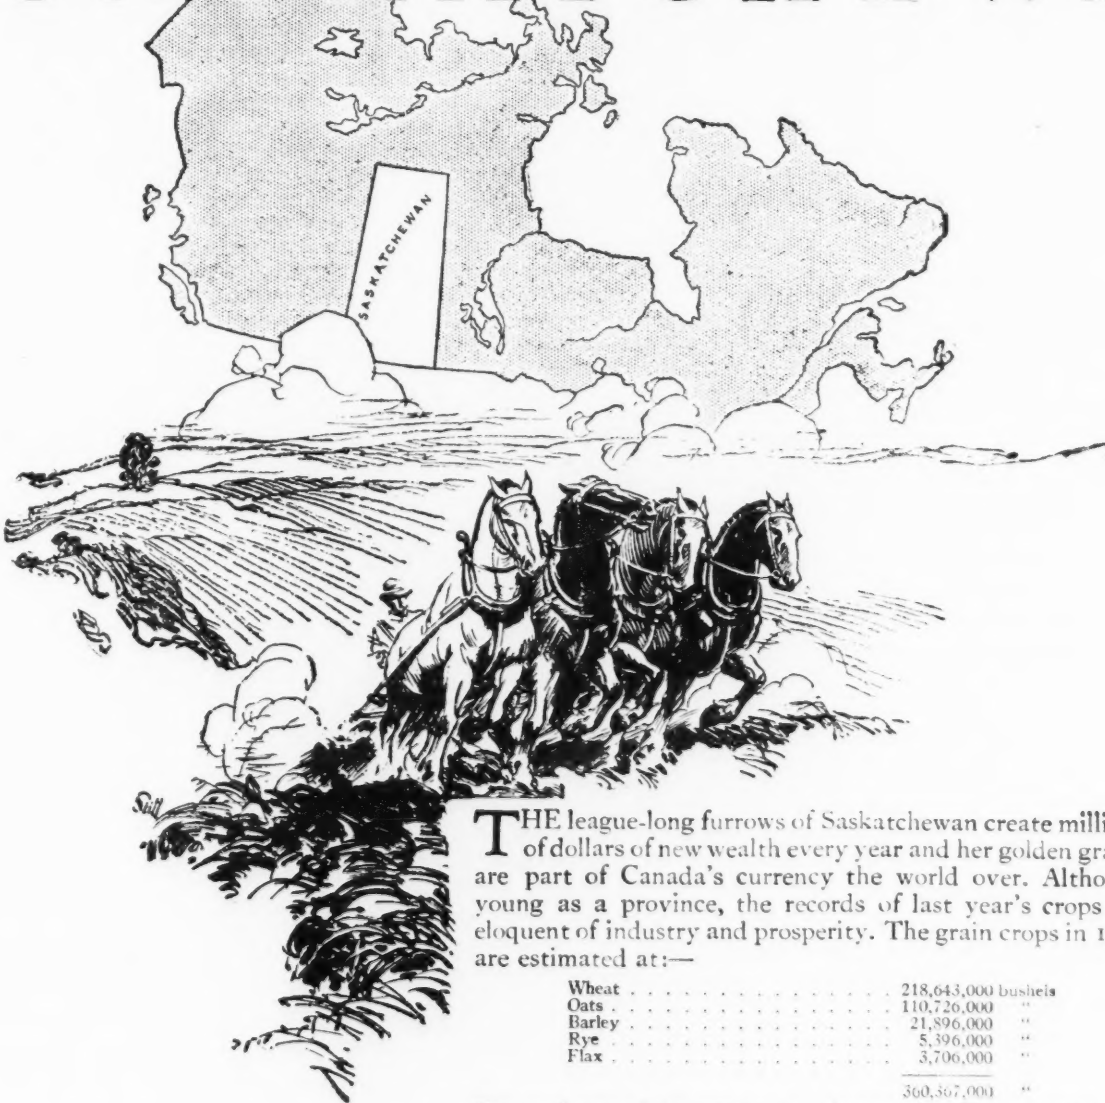 SASKATCHEWAN
THE league-long furrows of Saskatchewan create milli
of dollars of new wealth every year and her golden gra
are part of Canada's currency the world over. Altho
young as a province, the records of last year's crops
eloquent of industry and prosperity. The grain crops in 1
are estimated at:—
Wheat . . . . . . . . . . . . . . . 218,643,000 bushels
Oats . . . . . . . . . . . . . . . . 110,726,000 "
Barley . . . . . . . . . . . . . . . 21,896,000 "
Rye . . . . . . . . . . . . . . . . 5,396,000 "
Flax . . . . . . . . . . . . . . . . 3,706,000 "
360,367,000 "